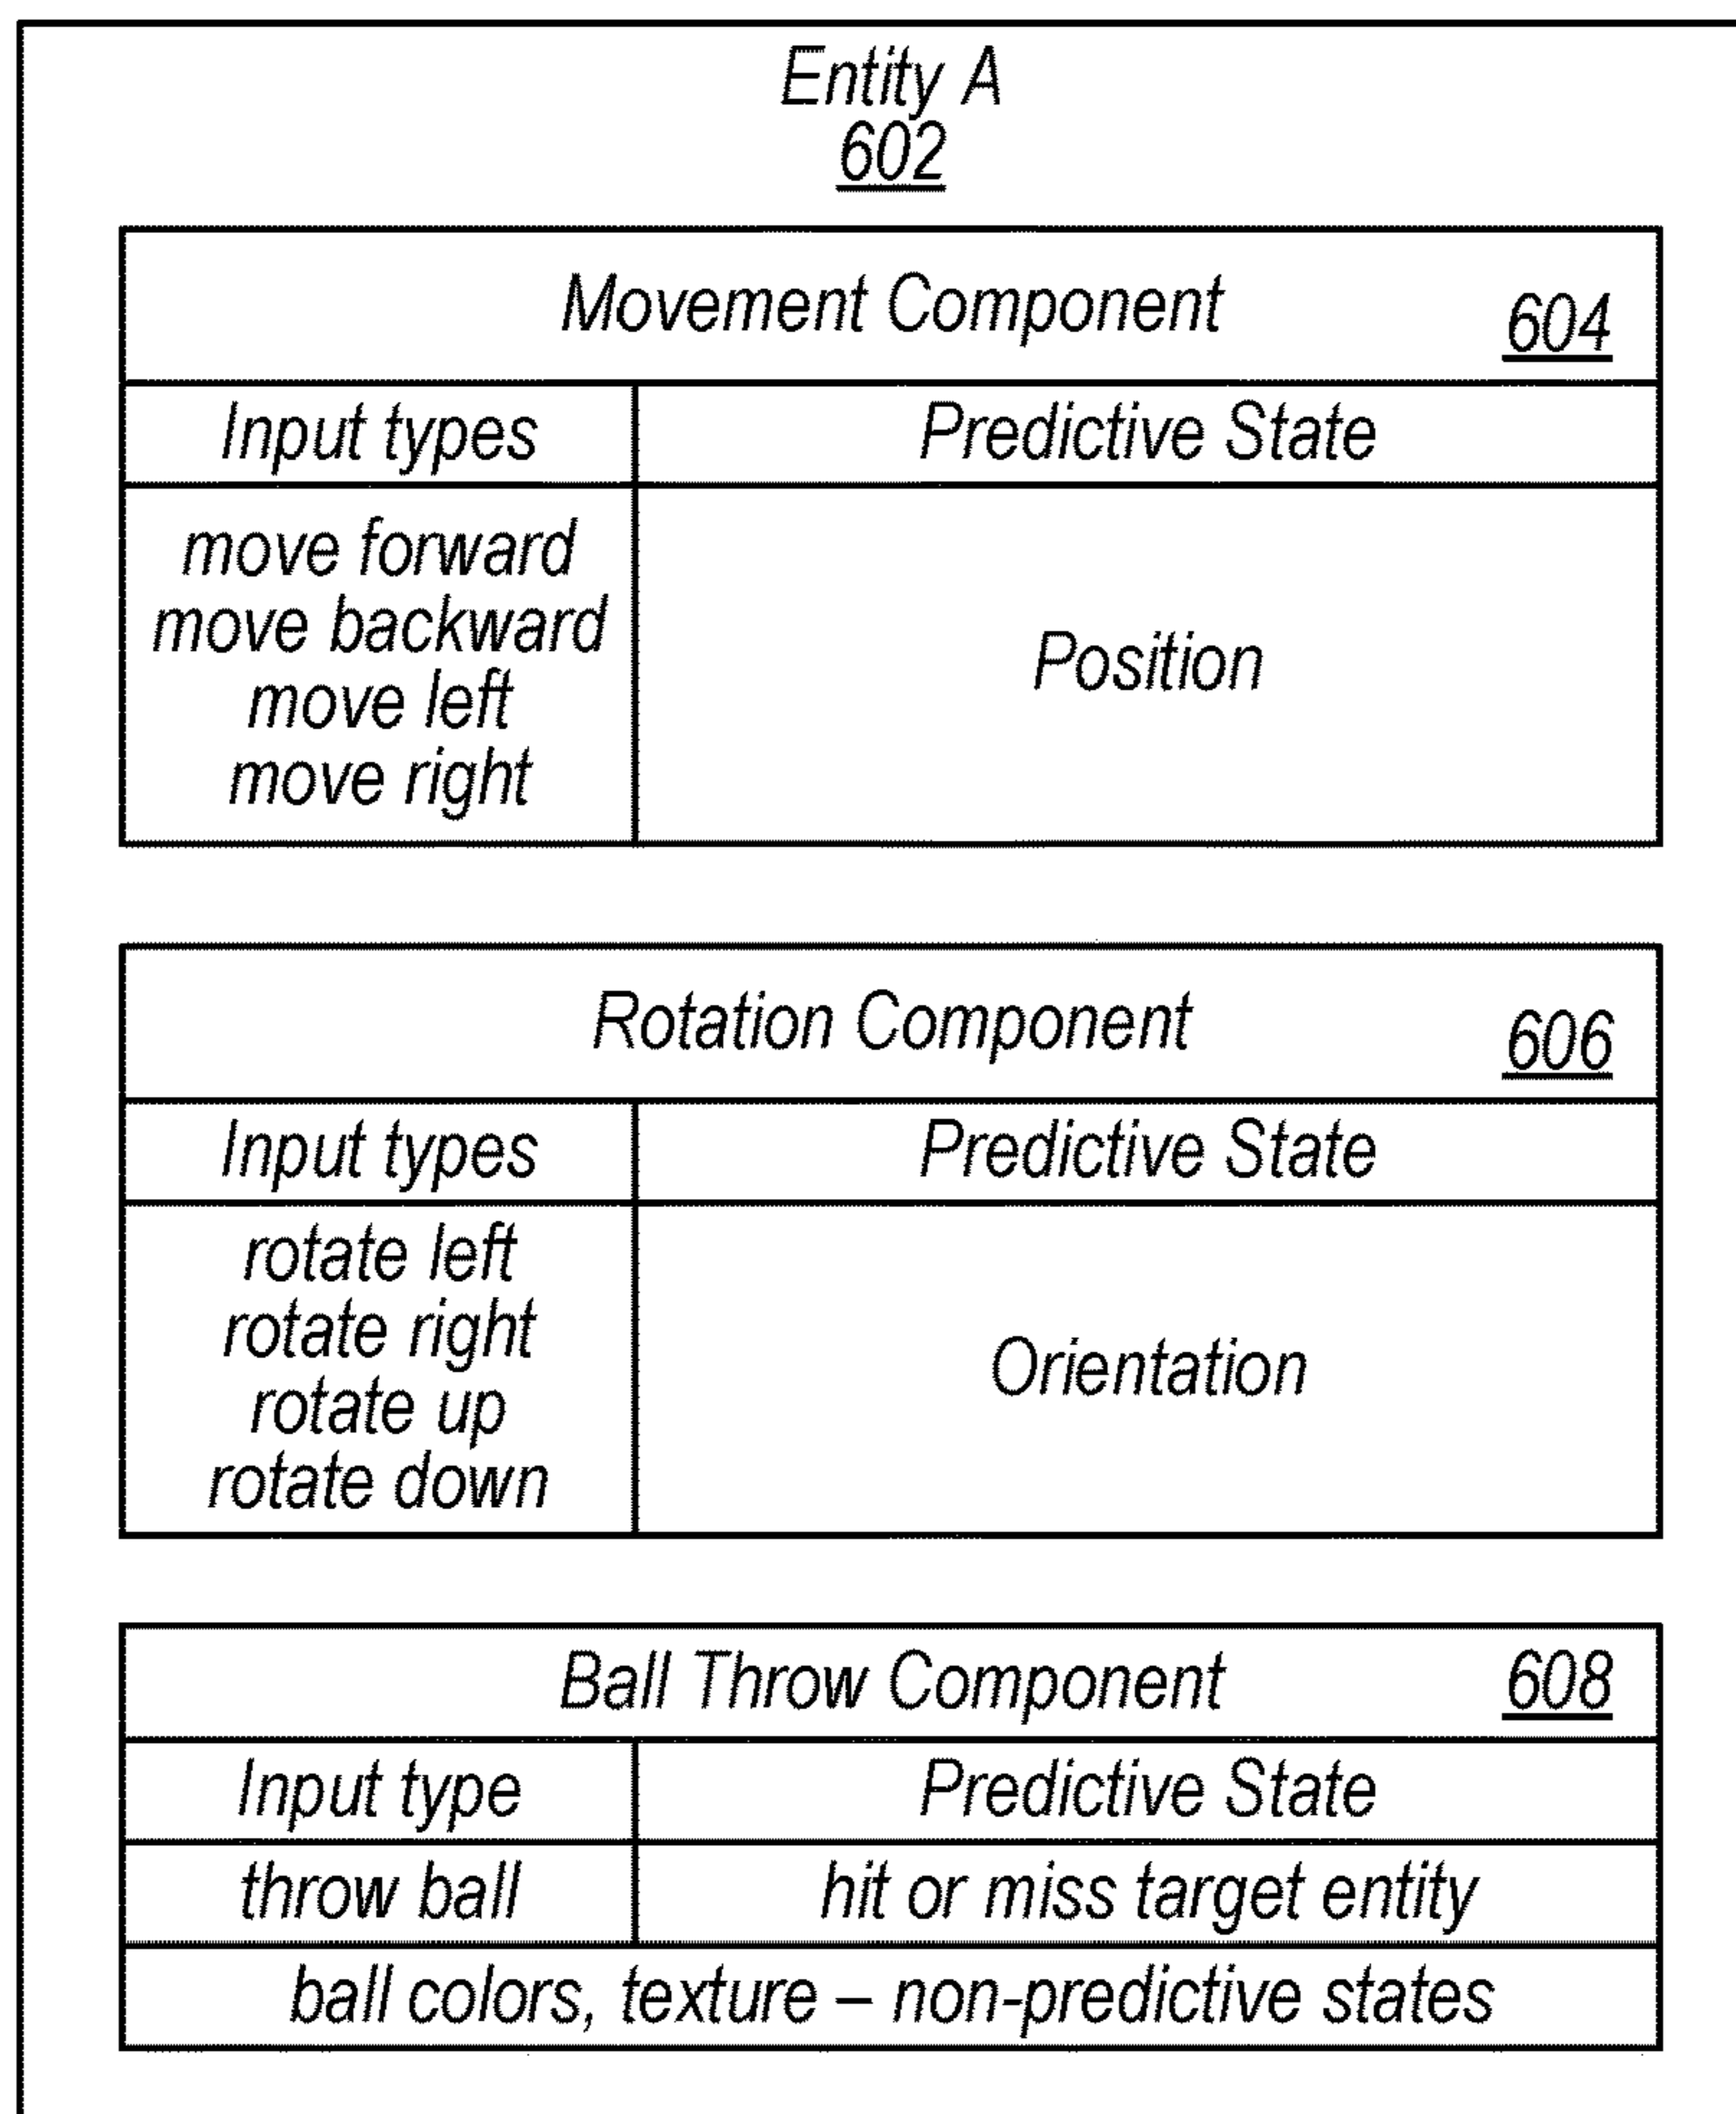 Entity A
602
Movement Component 604
Input types Predictive State
move forward
move backward
move left
move right
Position
Rotation Component 606
Input types Predictive State
rotate left
rotate right
rotate up
rotate down
Orientation
Ball Throw Component 608
Input type Predictive State
throw ball hit or miss target entity
ball colors, texture – non-predictive states